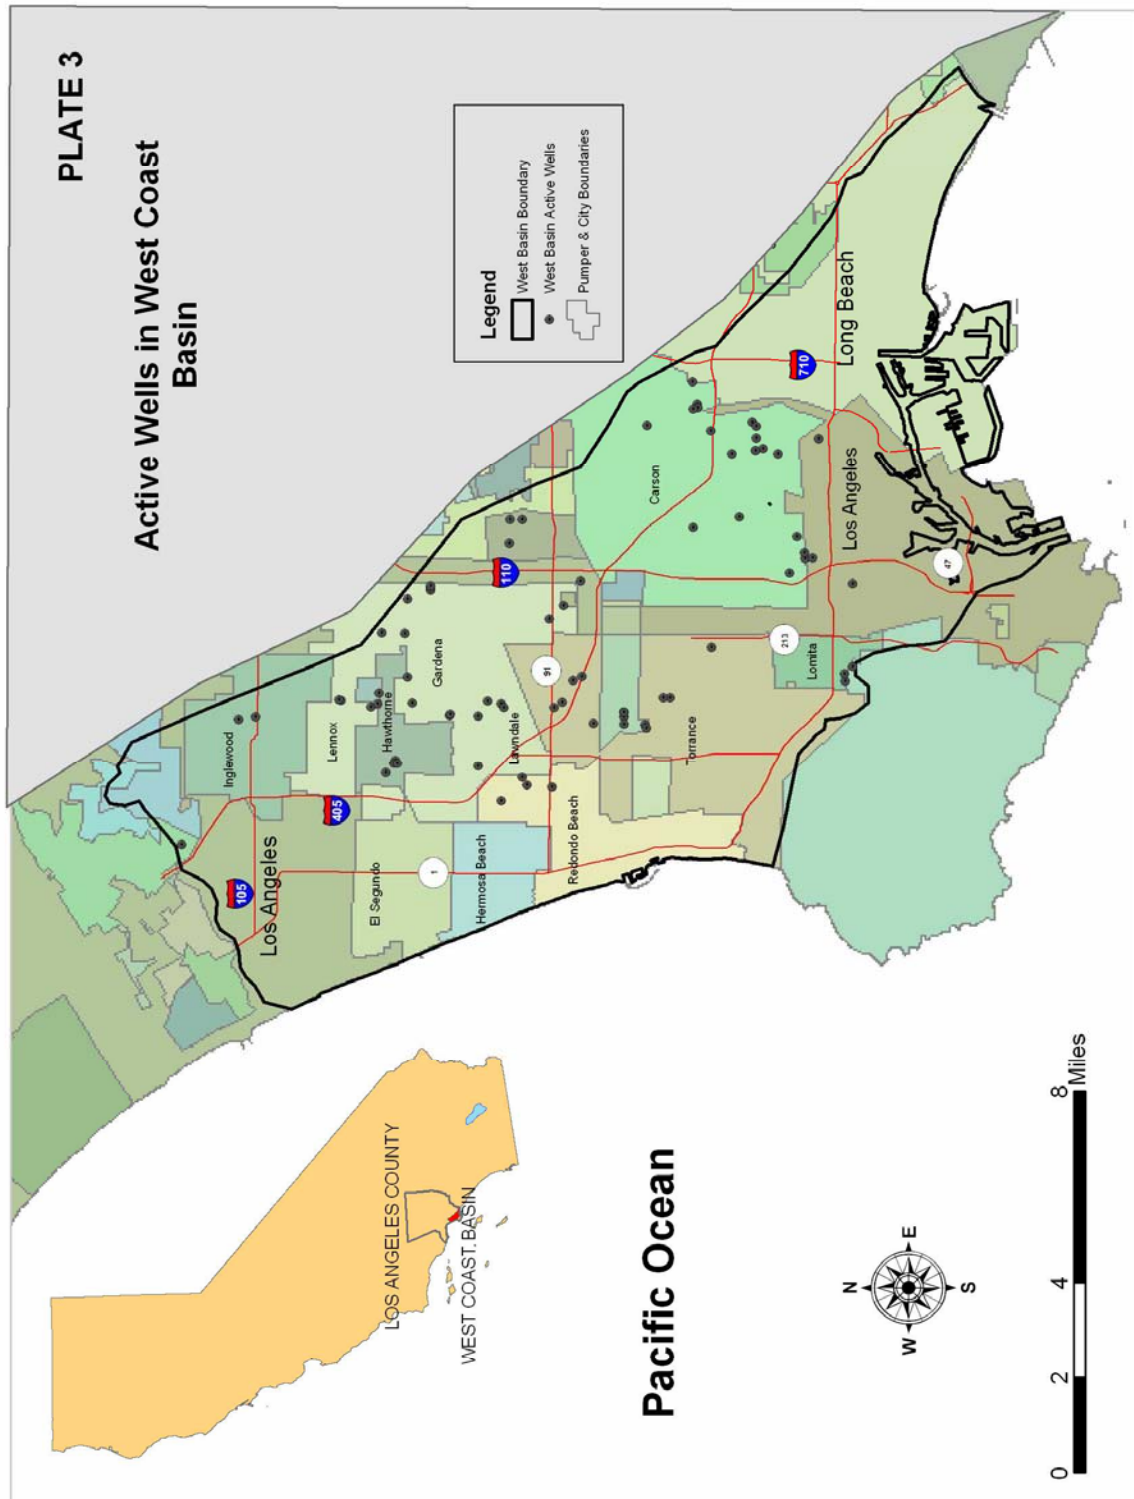 PLATE 3
Active Wells in West Coast
Basin
Legend
West Basin Boundary
West Basin Active Wells
Pumper & City Boundaries
LOS ANGELES COUNTY
WEST COAST BASIN
Pacific Ocean
N
W
E
S
0
2
4
8
Miles
Los Angeles
105
Inglewood
405
Lennox
Hawthorne
El Segundo
1
Gardena
110
Hermosa Beach
Lawndale
91
Redondo Beach
Torrance
Carson
213
Lomita
710
Long Beach
Los Angeles
47